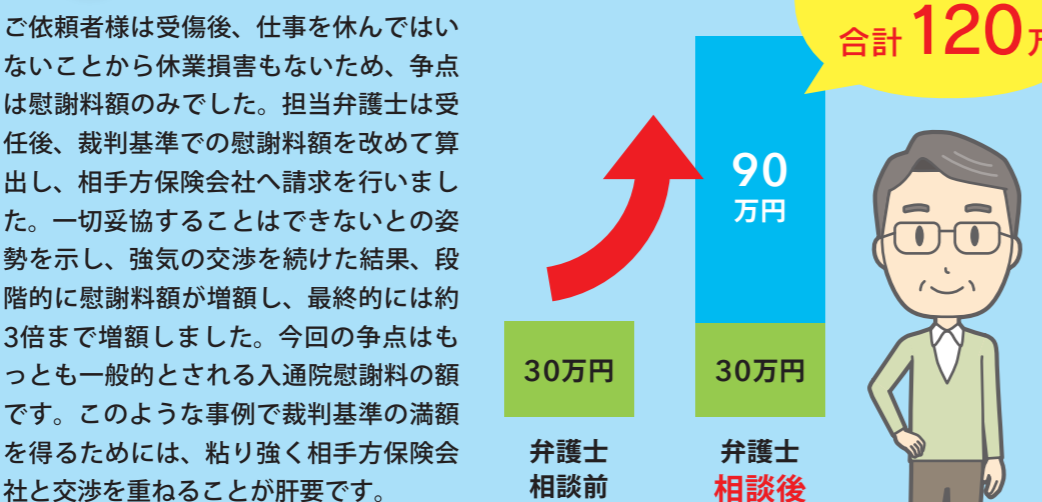 ご依頼者様は受傷後、仕事を休んではい
ないことから休業損害もないため、争点
は慰謝料額のみでした。担当弁護士は受
任後、裁判基準での慰謝料額を改めて算
出し、相手方保険会社へ請求を行いまし
た。一切妥協することはできないとの姿
勢を示し、強気の交渉を続けた結果、段
階的に慰謝料額が増額し、最終的には約
3倍まで増額しました。今回の争点はも
っとも一般的とされる入通院慰謝料の額
です。このような事例で裁判基準の満額
を得るためには、粘り強く相手方保険会
社と交渉を重ねることが肝要です。
合計120万
90
万円
30万円
30万円
弁護士
相談前
弁護士
相談後